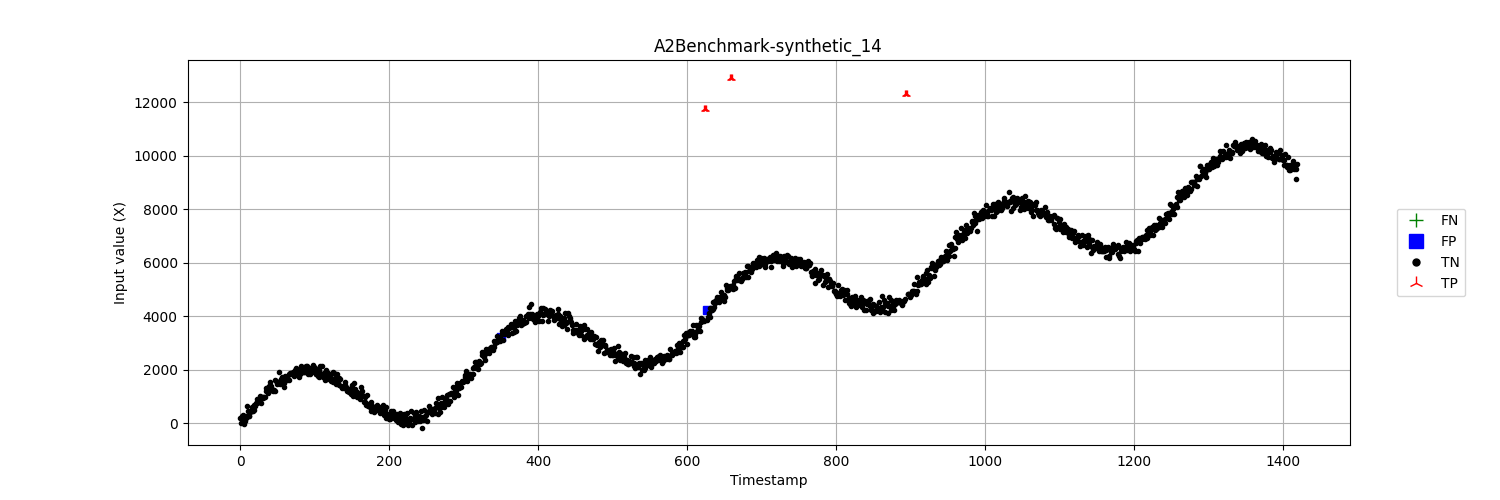 A2Benchmark-synthetic_14
12000
10000
8000
6000
4000
2000
0
Input value (X)
0 200 400 600 800 1000 1200 1400
Timestamp
FN
FP
TN
TP